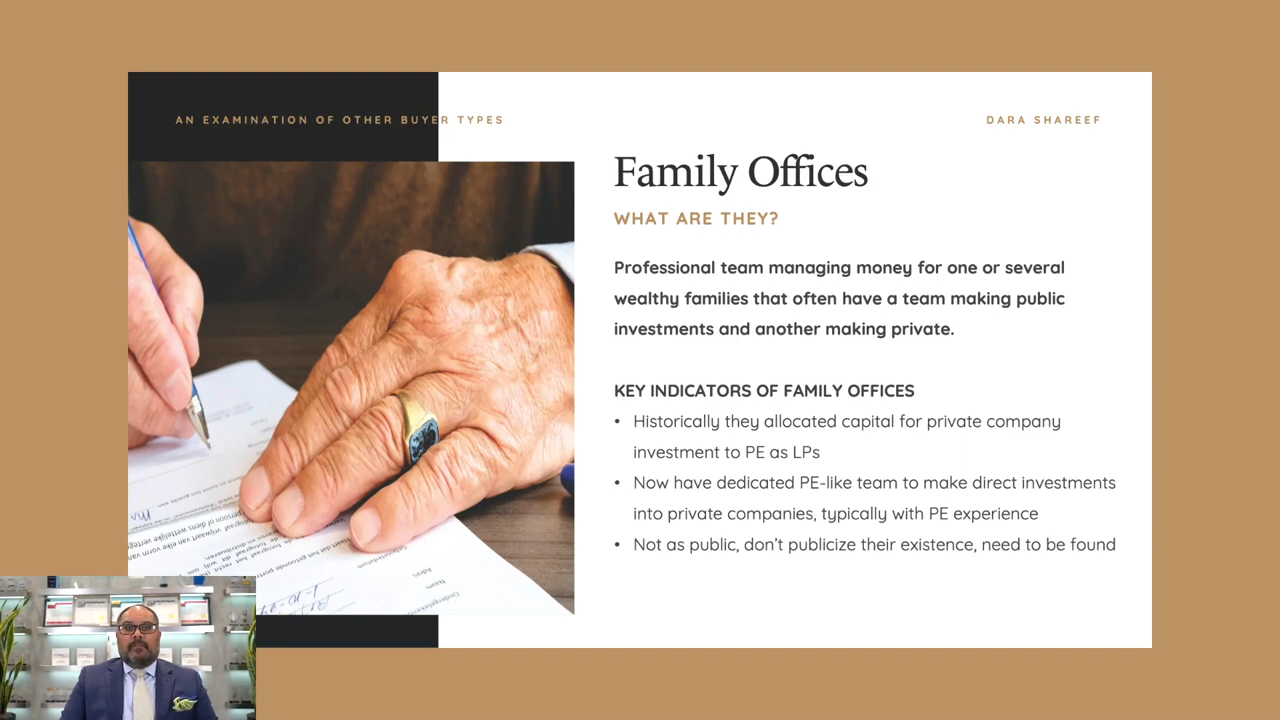 AN EXAMINATION OF OTHER BUYER TYPES
DARA SHAREEF
Family Offices
WHAT ARE THEY?
Professional team managing money for one or several
wealthy families that often have a team making public
investments and another making private.
KEY INDICATORS OF FAMILY OFFICES
• Historically they allocated capital for private company
investment to PE as LPs
• Now have dedicated PE-like team to make direct investments
into private companies, typically with PE experience
• Not as public, don’t publicize their existence, need to be found